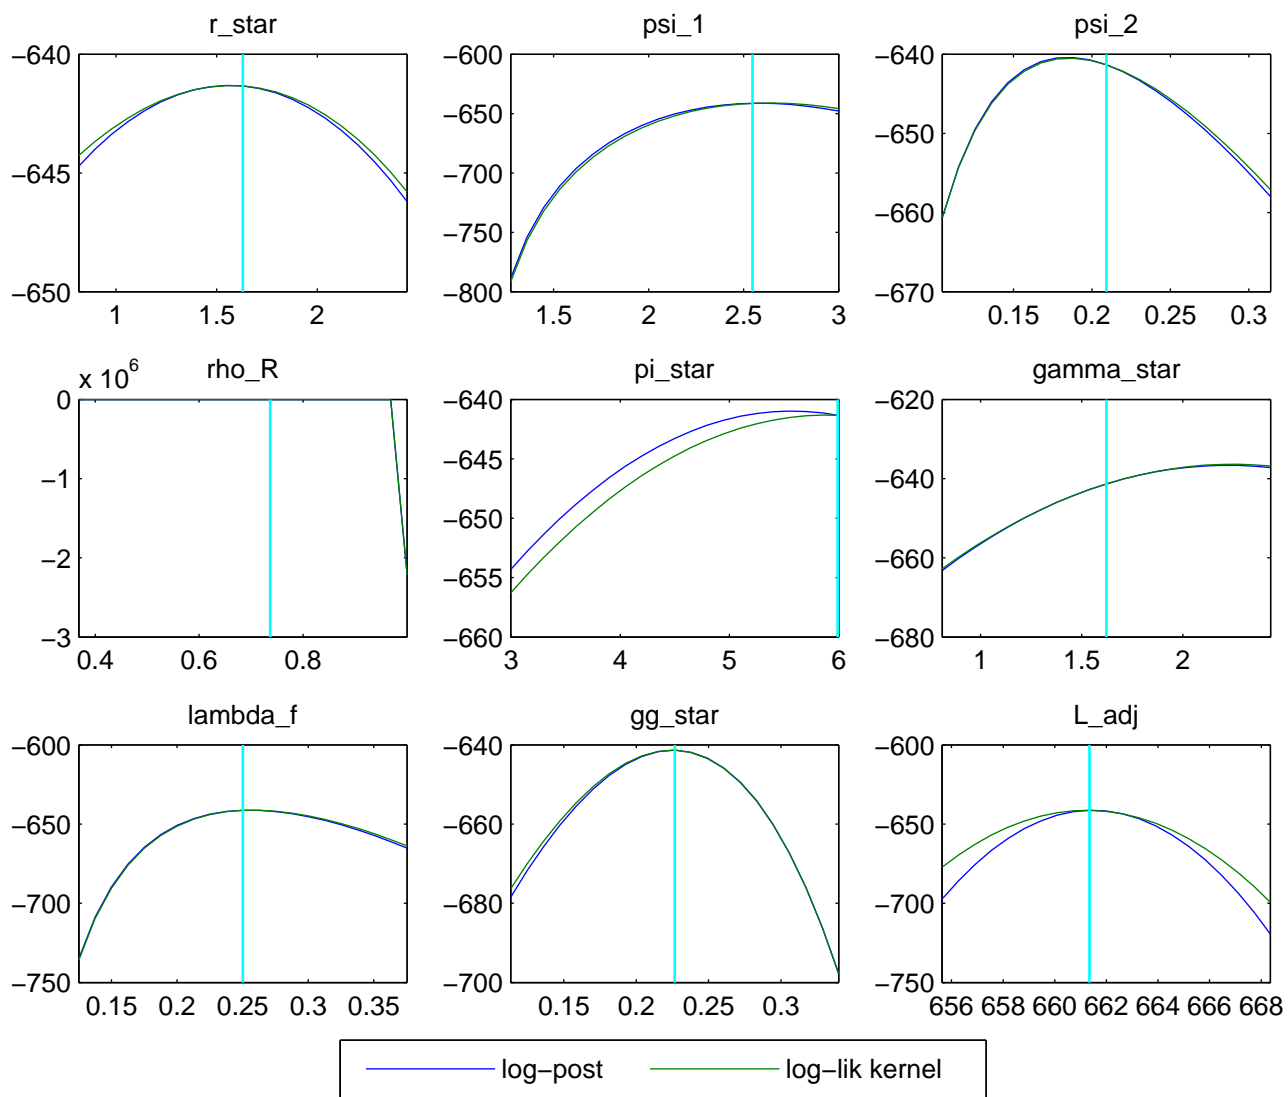 r_star
psi_1
psi_2
−640
−645
−650
1 1.5 2
−600
−650
−700
−750
−800
1.5 2 2.5 3
−640
−650
−660
−670
0.15 0.2 0.25 0.3
rho_R
pi_star
gamma_star
x 10^6
0
−1
−2
−3
0.4 0.6 0.8
−640
−645
−650
−655
−660
3 4 5 6
−620
−640
−660
−680
1 1.5 2
lambda_f
gg_star
L_adj
−600
−650
−700
−750
0.15 0.2 0.25 0.3 0.35
−640
−660
−680
−700
0.15 0.2 0.25 0.3
−600
−650
−700
−750
656 658 660 662 664 666 668
log−post log−lik kernel